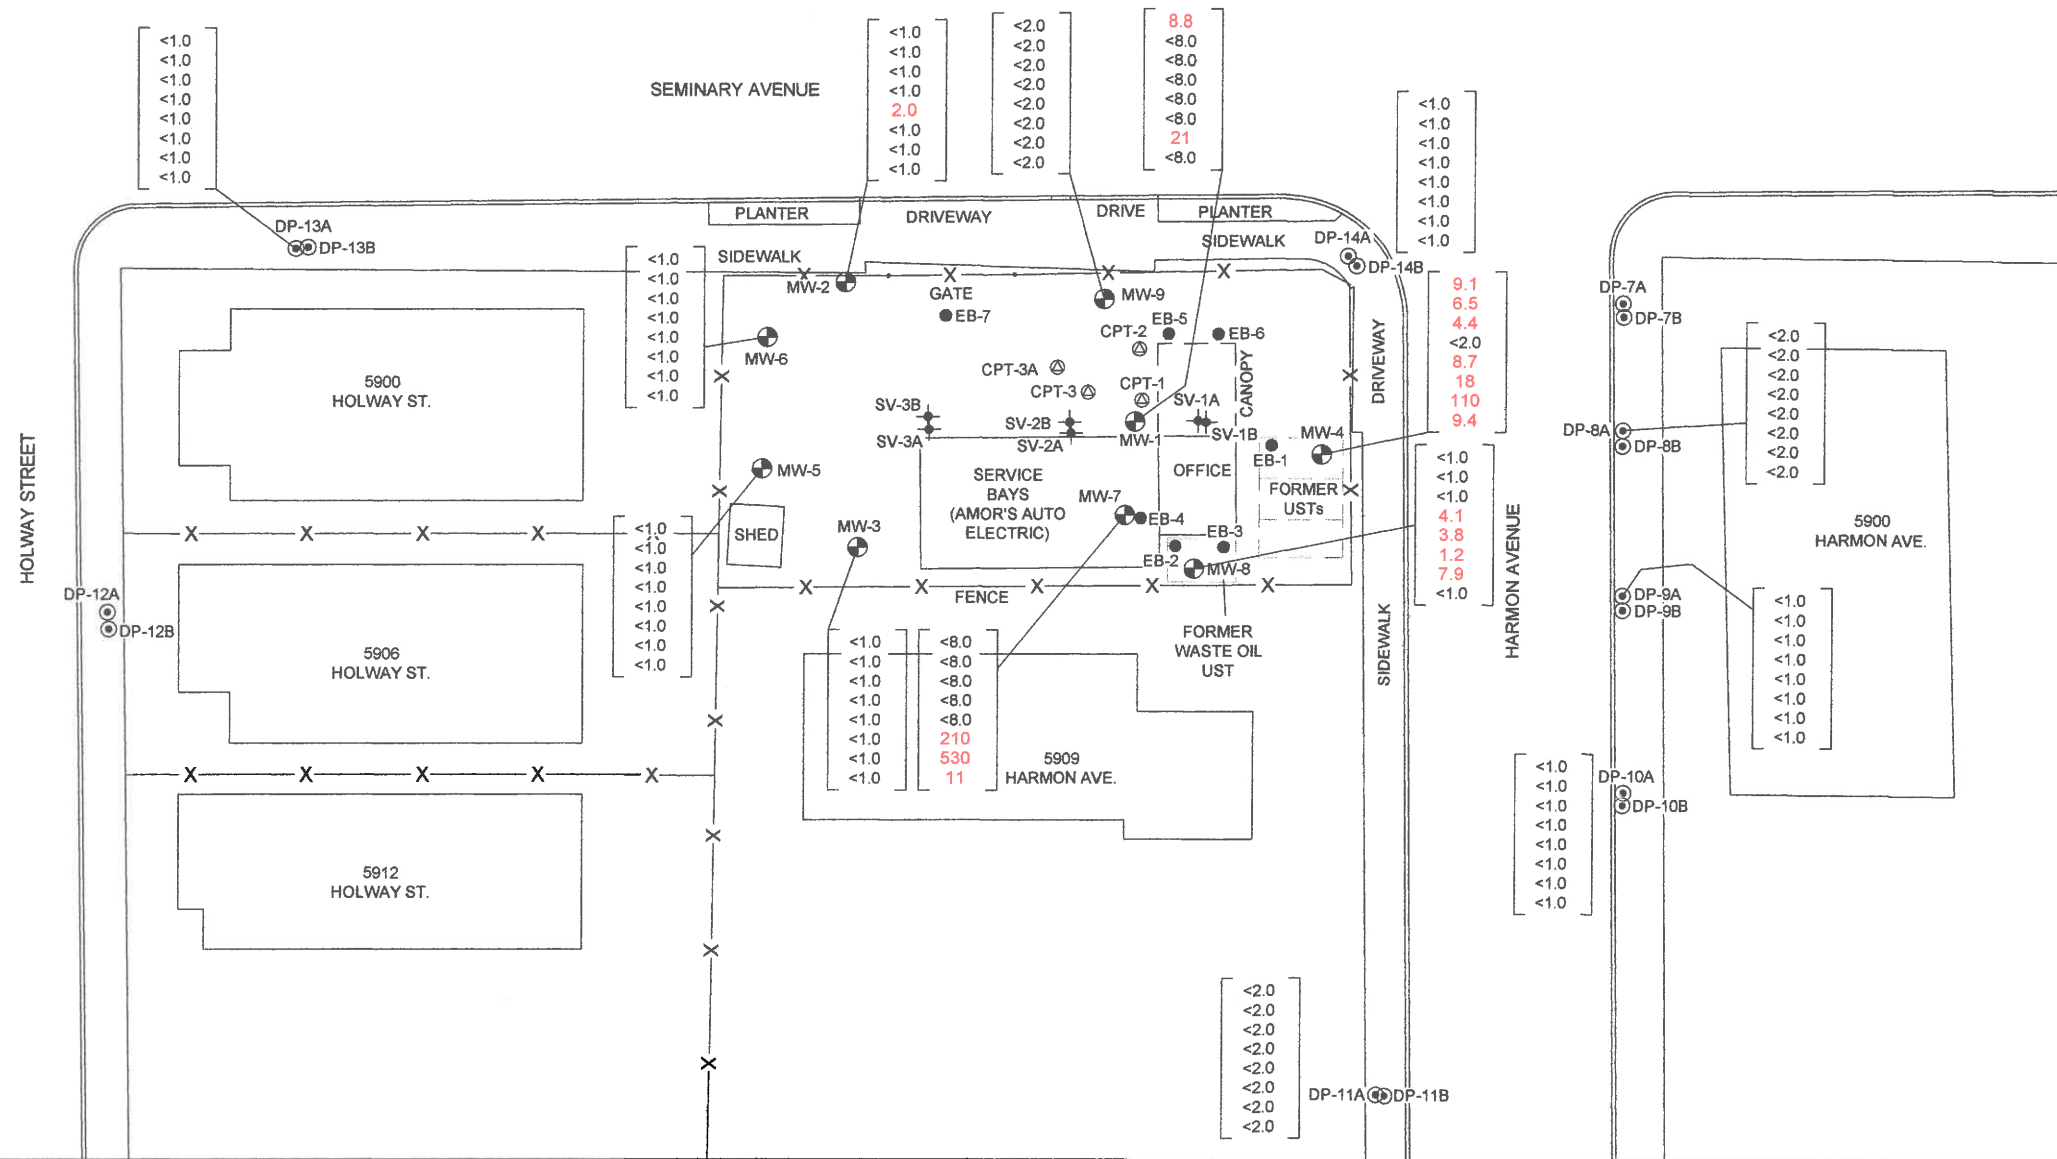 <1.0
<1.0
<1.0
<1.0
<1.0
<1.0
<1.0
<1.0
SEMINARY AVENUE
<1.0
<1.0
<1.0
<1.0
2.0
<1.0
<1.0
<1.0
<2.0
<2.0
<2.0
<2.0
<2.0
<2.0
<2.0
<2.0
8.8
<8.0
<8.0
<8.0
<8.0
<8.0
21
<8.0
<1.0
<1.0
<1.0
<1.0
<1.0
<1.0
<1.0
<1.0
PLANTER
DRIVEWAY
DRIVE
PLANTER
DP-13A
DP-13B
SIDEWALK
SIDEWALK
DP-14A
DP-14B
<1.0
<1.0
<1.0
<1.0
<1.0
<1.0
<1.0
<1.0
MW-2
GATE
EB-7
MW-9
MW-6
CPT-2
EB-5
EB-6
CPT-3A
CPT-3
CPT-1
CANOPY
DRIVEWAY
9.1
6.5
4.4
<2.0
8.7
18
110
9.4
DP-7A
DP-7B
<2.0
<2.0
<2.0
<2.0
<2.0
<2.0
<2.0
<2.0
5900
HOLWAY ST.
SV-3B
SV-3A
SV-2B
SV-2A
MW-1
SV-1A
SV-1B
MW-4
EB-1
DP-8A
DP-8B
HOLWAY STREET
MW-5
SERVICE
BAYS
(AMOR'S AUTO
ELECTRIC)
OFFICE
FORMER
USTs
<1.0
<1.0
<1.0
4.1
3.8
1.2
7.9
<1.0
MW-7
EB-4
EB-3
EB-2
MW-8
SHED
MW-3
HARMON AVENUE
5900
HARMON AVE.
<1.0
<1.0
<1.0
<1.0
<1.0
<1.0
<1.0
<1.0
FENCE
DP-12A
DP-12B
DP-9A
DP-9B
<1.0
<1.0
<1.0
<1.0
<1.0
<1.0
<1.0
<1.0
5906
HOLWAY ST.
<1.0
<1.0
<1.0
<1.0
<1.0
<1.0
<1.0
<1.0
<8.0
<8.0
<8.0
<8.0
<8.0
210
530
11
FORMER
WASTE OIL
UST
SIDEWALK
5909
HARMON AVE.
<1.0
<1.0
<1.0
<1.0
<1.0
<1.0
<1.0
<1.0
DP-10A
DP-10B
5912
HOLWAY ST.
<2.0
<2.0
<2.0
<2.0
<2.0
<2.0
<2.0
<2.0
DP-11A
DP-11B